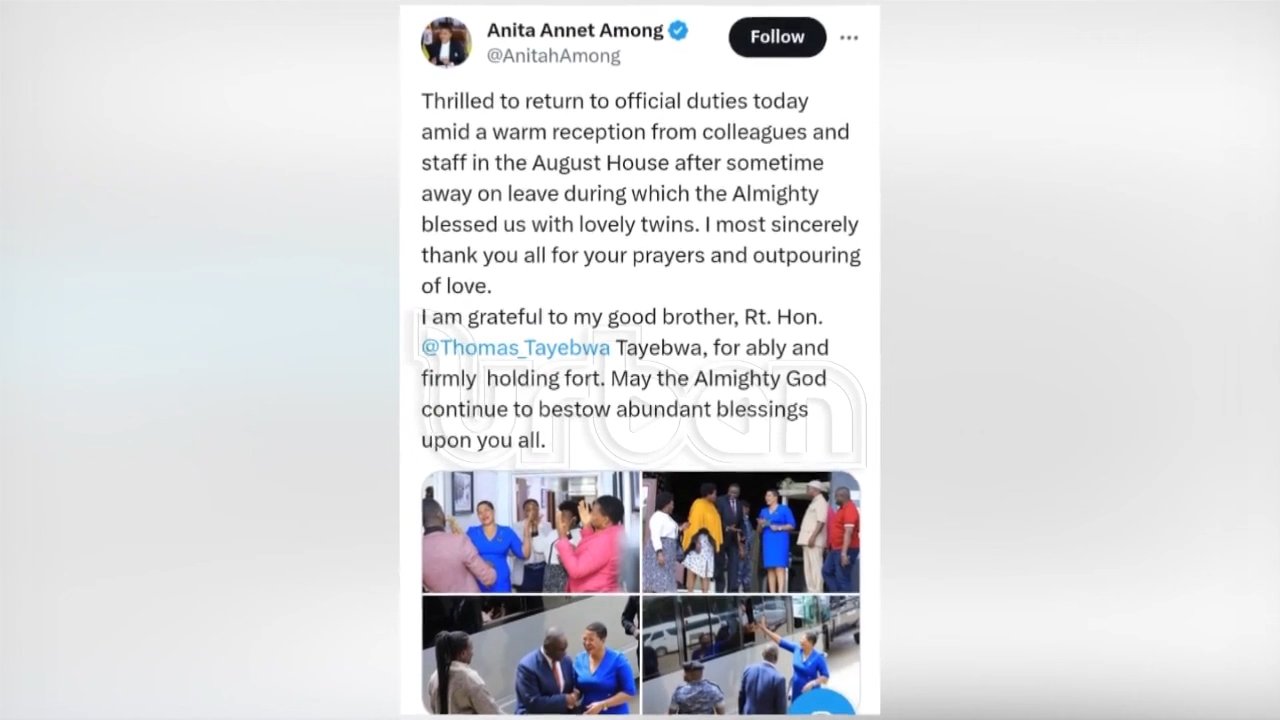 Anita Annet Among
Follow
@AnitahAmong
Thrilled to return to official duties today
amid a warm reception from colleagues and
staff in the August House after sometime
away on leave during which the Almighty
blessed us with lovely twins. I most sincerely
thank you all for your prayers and outpouring
of love.
I am grateful to my good brother, Rt. Hon.
@Thomas_Tayebwa Tayebwa, for ably and
firmly holding fort. May the Almighty God
continue to bestow abundant blessings
upon you all.
Urban